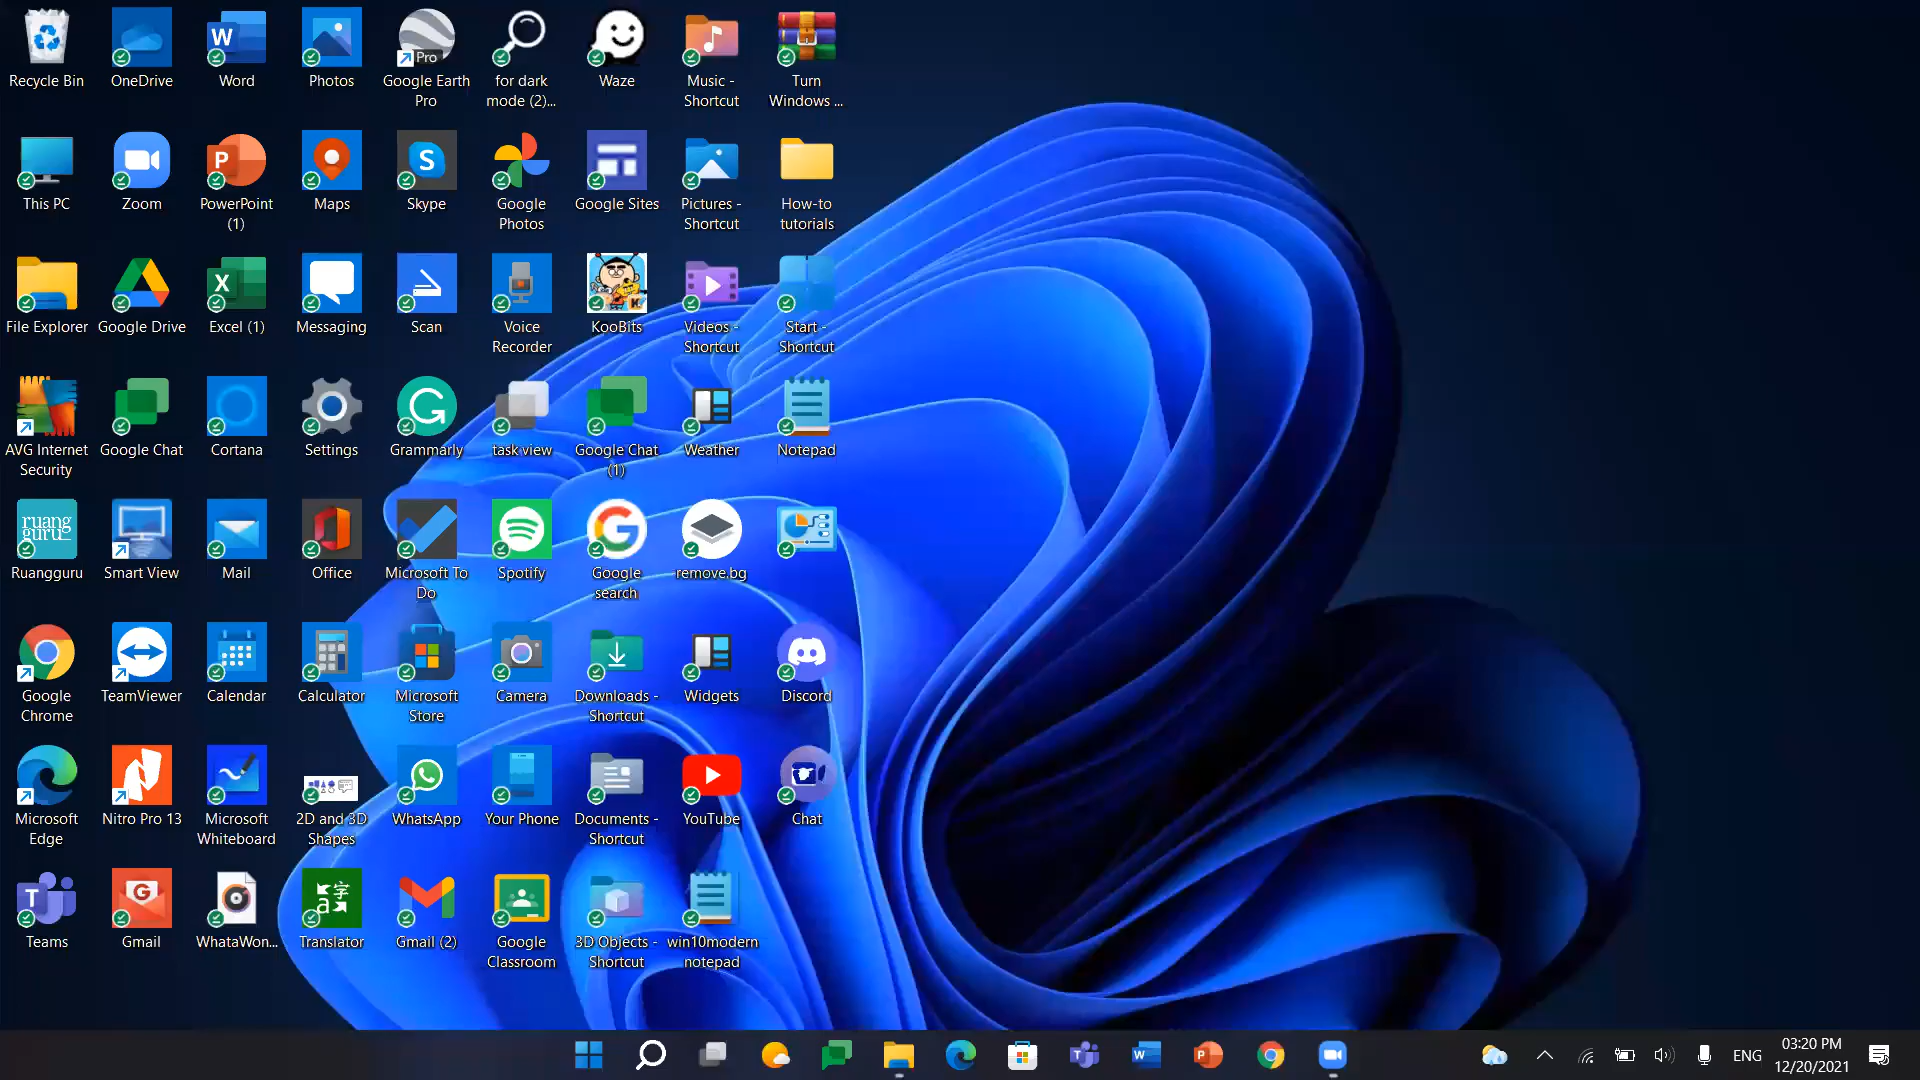 Recycle Bin
OneDrive
Word
Photos
Pro
Google Earth
Pro
for dark
mode (2)...
Waze
Music -
Shortcut
Turn
Windows ...
This PC
Zoom
PowerPoint
(1)
Maps
Skype
Google
Photos
Google Sites
Pictures -
Shortcut
How-to
tutorials
File Explorer
Google Drive
Excel (1)
Messaging
Scan
Voice
Recorder
KooBits
Videos -
Shortcut
Start -
Shortcut
AVG Internet
Security
Google Chat
Cortana
Settings
Grammarly
task view
Google Chat
(1)
Weather
Notepad
ruang
guru
Ruangguru
Smart View
Mail
Office
Microsoft To
Do
Spotify
Google
search
remove.bg
Google
Chrome
TeamViewer
Calendar
Calculator
Microsoft
Store
Camera
Downloads -
Shortcut
Widgets
Discord
Microsoft
Edge
Nitro Pro 13
Microsoft
Whiteboard
2D and 3D
Shapes
WhatsApp
Your Phone
Documents -
Shortcut
YouTube
Chat
Teams
Gmail
WhataWon...
Translator
Gmail (2)
Google
Classroom
3D Objects -
Shortcut
win10modern
notepad
ENG
03:20 PM
12/20/2021